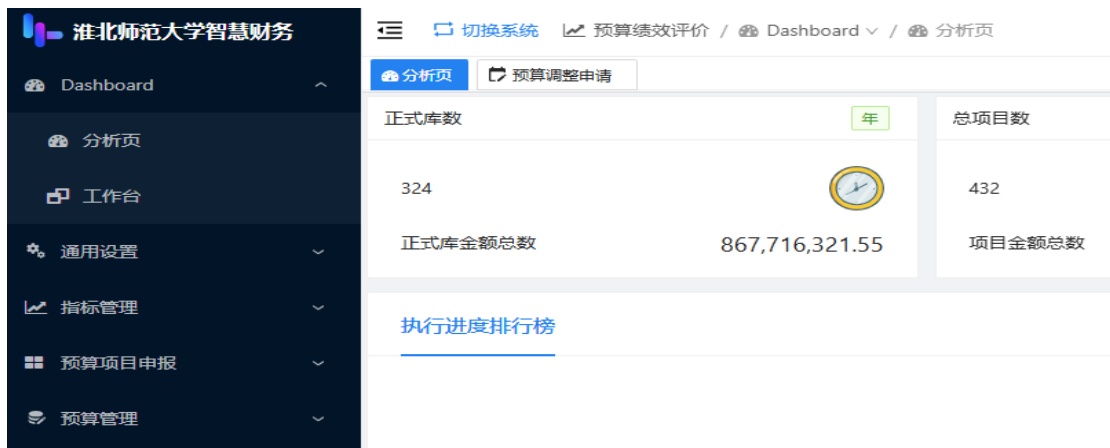 淮北师范大学智慧财务
切换系统 预算绩效评价 / Dashboard / 分析页
Dashboard
分析页 预算调整申请
正式库数 年 总项目数
分析页
324 432
工作台
正式库金额总数 867,716,321.55 项目金额总数
通用设置
指标管理
执行进度排行榜
预算项目申报
预算管理